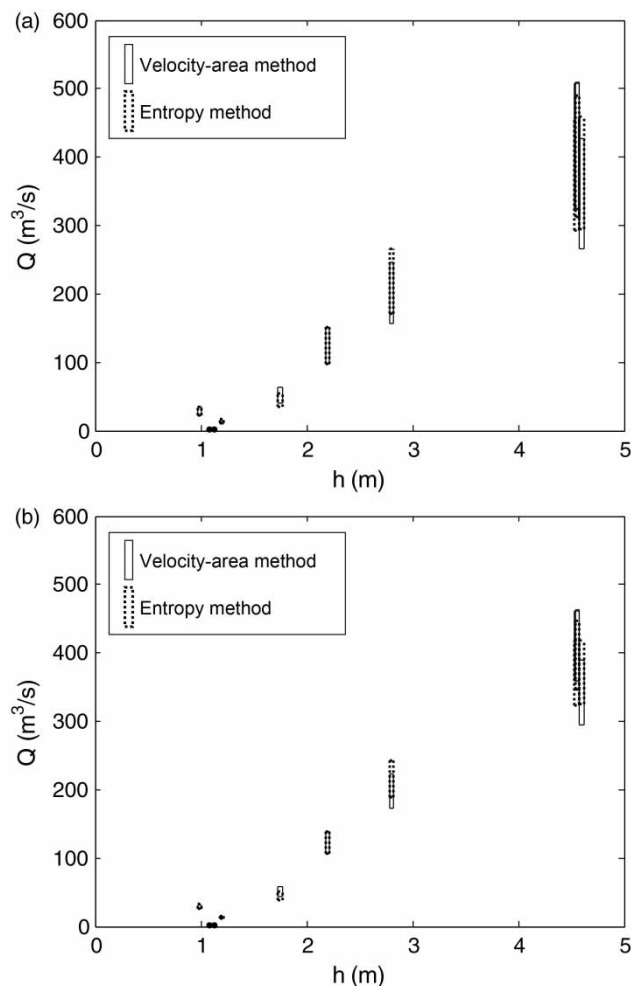 (a)
600
500
400
300
200
100
0
Q (m³/s)
Velocity-area method
Entropy method
0 1 2 3 4 5
h (m)
(b)
600
500
400
300
200
100
0
Q (m³/s)
Velocity-area method
Entropy method
0 1 2 3 4 5
h (m)